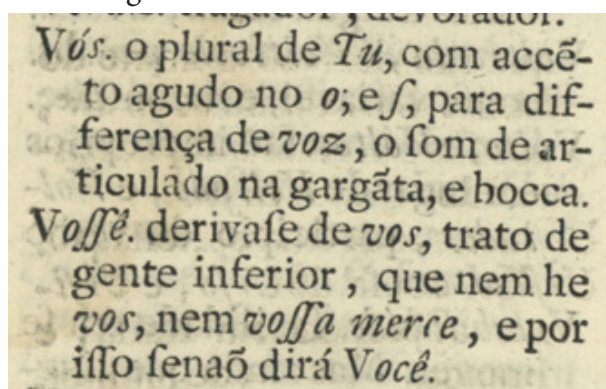 Vós. o plural de Tu, com accẽ-
to agudo no o; e ſ, para dif-
ferença de voz, o ſom de ar-
ticulado na gargãta, e bocca.
Voſſê. derivaſe de vos, trato de
gente inferior, que nem he
vos, nem voſſa merce, e por
iſſo ſenaõ dirá Você.